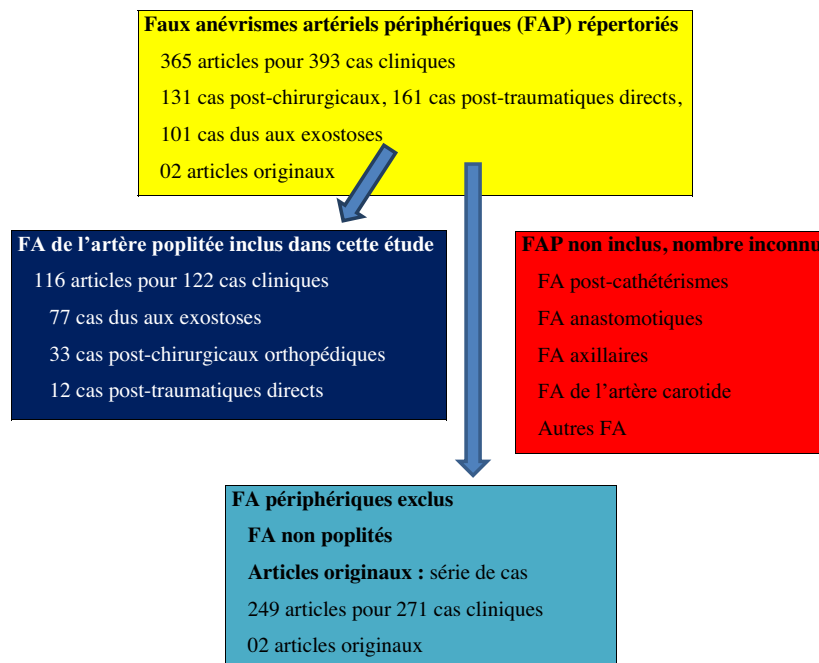 Faux anévrismes artériels périphériques (FAP) répertoriés
365 articles pour 393 cas cliniques
131 cas post-chirurgicaux, 161 cas post-traumatiques directs,
101 cas dus aux exostoses
02 articles originaux
FA de l'artère poplitée inclus dans cette étude
116 articles pour 122 cas cliniques
77 cas dus aux exostoses
33 cas post-chirurgicaux orthopédiques
12 cas post-traumatiques directs
FAP non inclus, nombre inconnu
FA post-cathétérismes
FA anastomotiques
FA axillaires
FA de l'artère carotide
Autres FA
FA périphériques exclus
FA non poplités
Articles originaux : série de cas
249 articles pour 271 cas cliniques
02 articles originaux